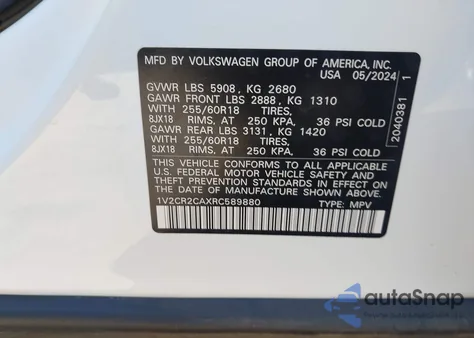 MFD BY VOLKSWAGEN GROUP OF AMERICA, INC.
USA 05/2024
GVWR LBS 5908, KG 2680
GAWR FRONT LBS 2888, KG 1310
WITH 255/60R18 TIRES,
8JX18 RIMS, AT 250 KPA. 36 PSI COLD
GAWR REAR LBS 3131, KG 1420
WITH 255/60R18 TIRES,
8JX18 RIMS, AT 250 KPA. 36 PSI COLD
THIS VEHICLE CONFORMS TO ALL APPLICABLE
U.S. FEDERAL MOTOR VEHICLE SAFETY AND
THEFT PREVENTION STANDARDS IN EFFECT ON
THE DATE OF MANUFACTURE SHOWN ABOVE.
1V2CR2CAXRC589880 TYPE: MPV
2040381 1
autoSnap